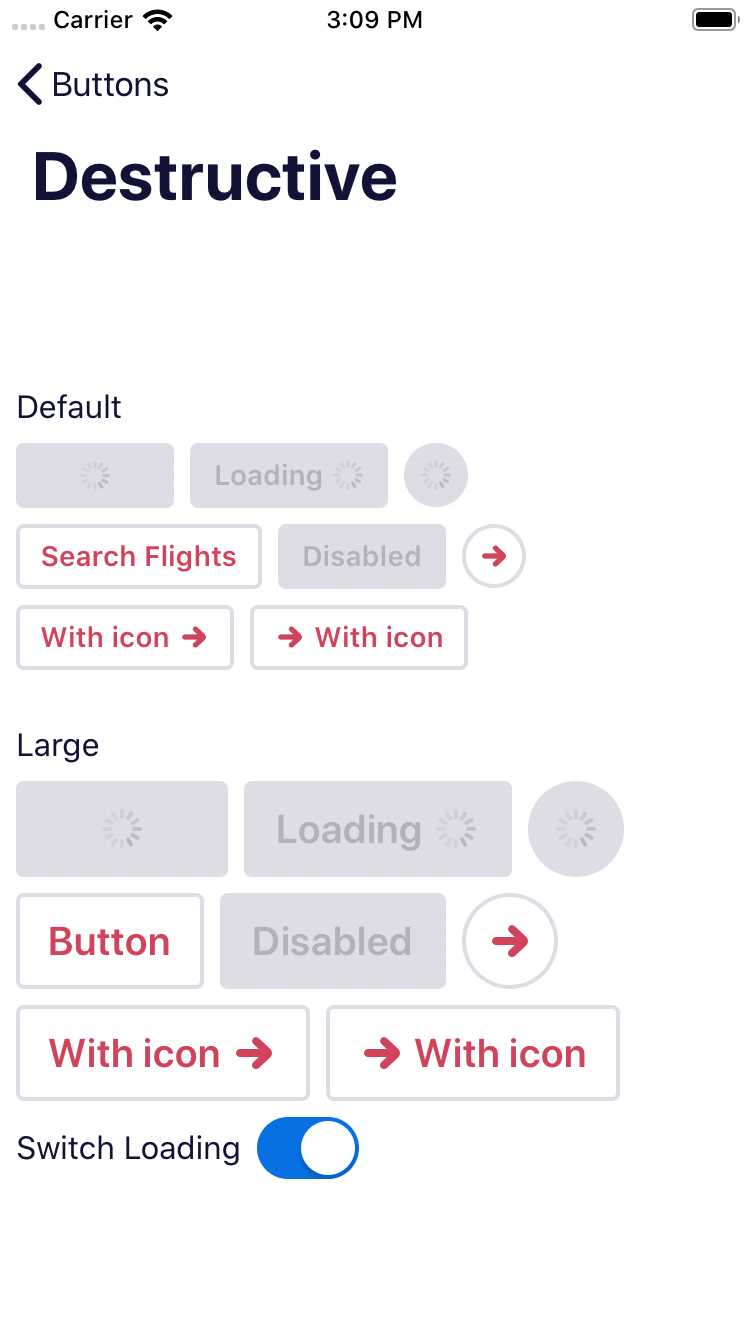 Carrier 3:09 PM
Buttons
Destructive
Default
Loading
Search Flights Disabled
With icon With icon
Large
Loading
Button Disabled
With icon With icon
Switch Loading